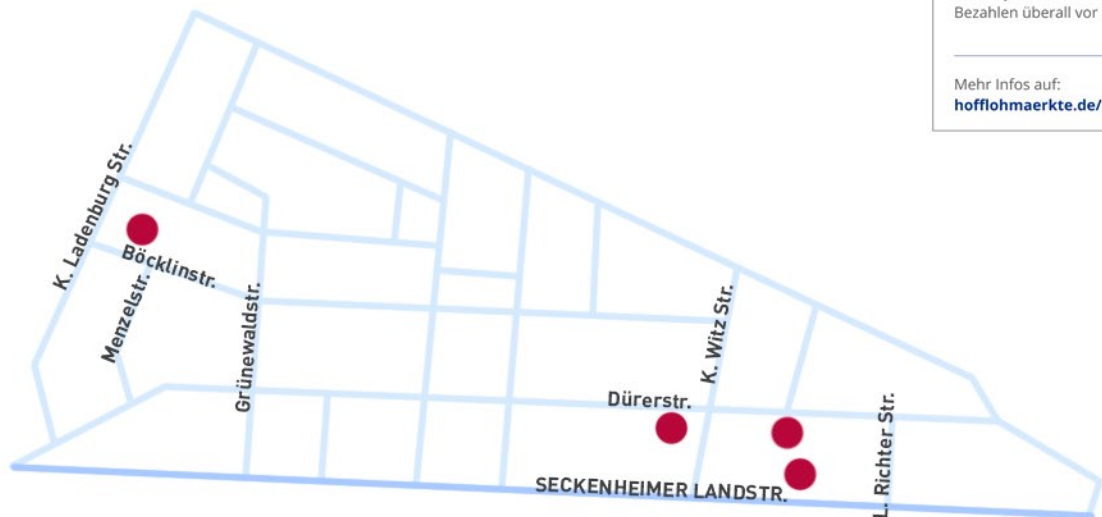 Bezahlen überall vor
Mehr Infos auf:
hofflohmaerkte.de/
K. Ladenburg Str.
Böcklinstr.
Menzelstr.
Grünewaldstr.
K. Witz Str.
Dürerstr.
L. Richter Str.
SECKENHEIMER LANDSTR.